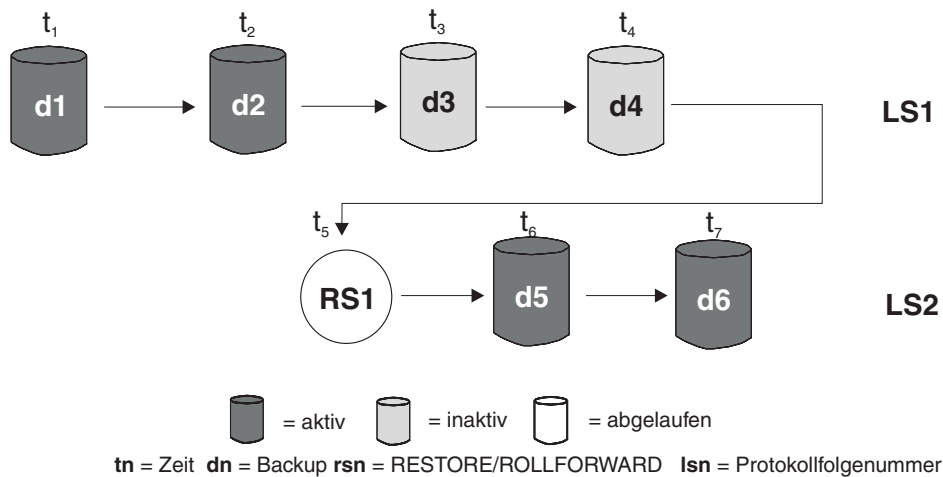 t1 t2 t3 t4
d1 d2 d3 d4 LS1
t5 t6 t7
RS1 d5 d6 LS2
= aktiv = inaktiv = abgelaufen
tn = Zeit dn = Backup rsn = RESTORE/ROLLFORWARD lsn = Protokollfolgenummer